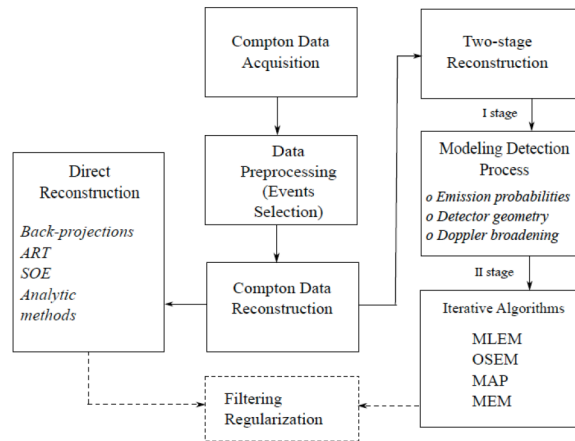 Compton Data
Acquisition
Two-stage
Reconstruction
I stage
Data
Preprocessing
(Events
Selection)
Modeling Detection
Process
o Emission probabilities
o Detector geometry
o Doppler broadening
Direct
Reconstruction
Back-projections
ART
SOE
Analytic
methods
II stage
Compton Data
Reconstruction
Iterative Algorithms
MLEM
OSEM
MAP
MEM
Filtering
Regularization